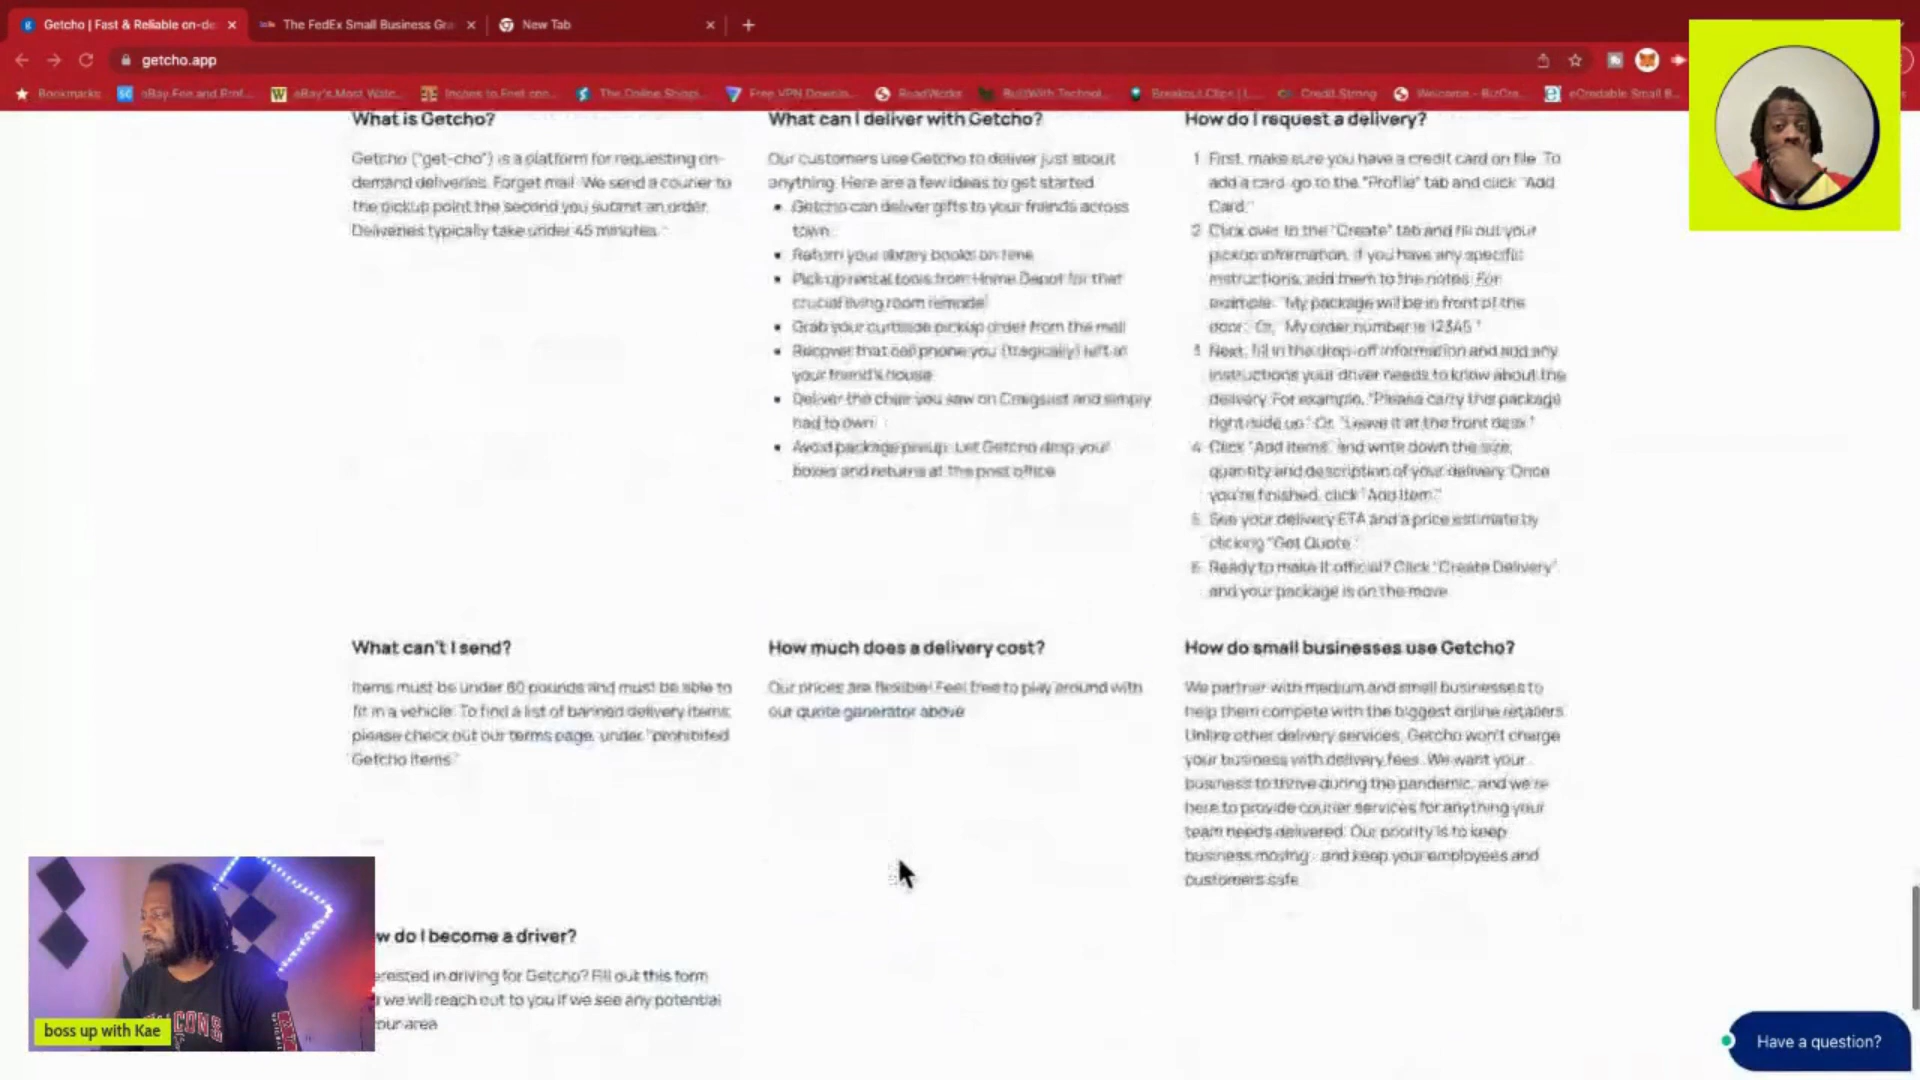 Getcho | Fast & Reliable on-de
The FedEx Small Business Gra
New Tab
getcho.app
Bookmarks
eBay Fee and Prof...
eBay's Most Watc...
The Online Shopp...
Free VPN Downlo...
ReadWorks
BuiltWith Technol...
Breakout Clips | L...
Credit Strong
Welcome - BizCre...
eCredable Small B...
What is Getcho?
Getcho ("get-cho") is a platform for requesting on-
demand deliveries. Forget mail. We send a courier to
the pickup point the second you submit an order.
Deliveries typically take under 45 minutes.
What can I deliver with Getcho?
Our customers use Getcho to deliver just about
anything. Here are a few ideas to get started
• Getcho can deliver gifts to your friends across
town
• Return your library books on time
• Pick up rental tools from Home Depot for that
crucial living room remodel
• Grab your curbside pickup order from the mall
• Recover that cell phone you (tragically) left at
your friend's house
• Deliver the chair you saw on Craigslist and simply
had to own
• Avoid package pileup. Let Getcho drop your
boxes and returns at the post office
How do I request a delivery?
1 First, make sure you have a credit card on file. To
add a card, go to the "Profile" tab and click "Add
Card."
2 Click over to the "Create" tab and fill out your
pickup information. If you have any specific
instructions, add them to the notes. For
example, "My package will be in front of the
door." Or, "My order number is 12345."
3 Next, fill in the drop-off information and add any
instructions your driver needs to know about the
delivery. For example, "Please carry this package
right side up." Or, "Leave it at the front desk."
4 Click "Add Items" and write down the size,
quantity and description of your delivery. Once
you're finished, click "Add Item."
5 See your delivery ETA and a price estimate by
clicking "Get Quote."
6 Ready to make it official? Click "Create Delivery"
and your package is on the move
What can't I send?
Items must be under 60 pounds and must be able to
fit in a vehicle. To find a list of banned delivery items,
please check out our terms page, under "prohibited
Getcho items."
How much does a delivery cost?
Our prices are flexible! Feel free to play around with
our quote generator above
How do small businesses use Getcho?
We partner with medium and small businesses to
help them compete with the biggest online retailers.
Unlike other delivery services, Getcho won't charge
your business with delivery fees. We want your
business to thrive during the pandemic, and we're
here to provide courier services for anything your
team needs delivered. Our priority is to keep
business moving - and keep your employees and
customers safe
w do I become a driver?
erested in driving for Getcho? Fill out this form
we will reach out to you if we see any potential
our area
boss up with Kae
Have a question?